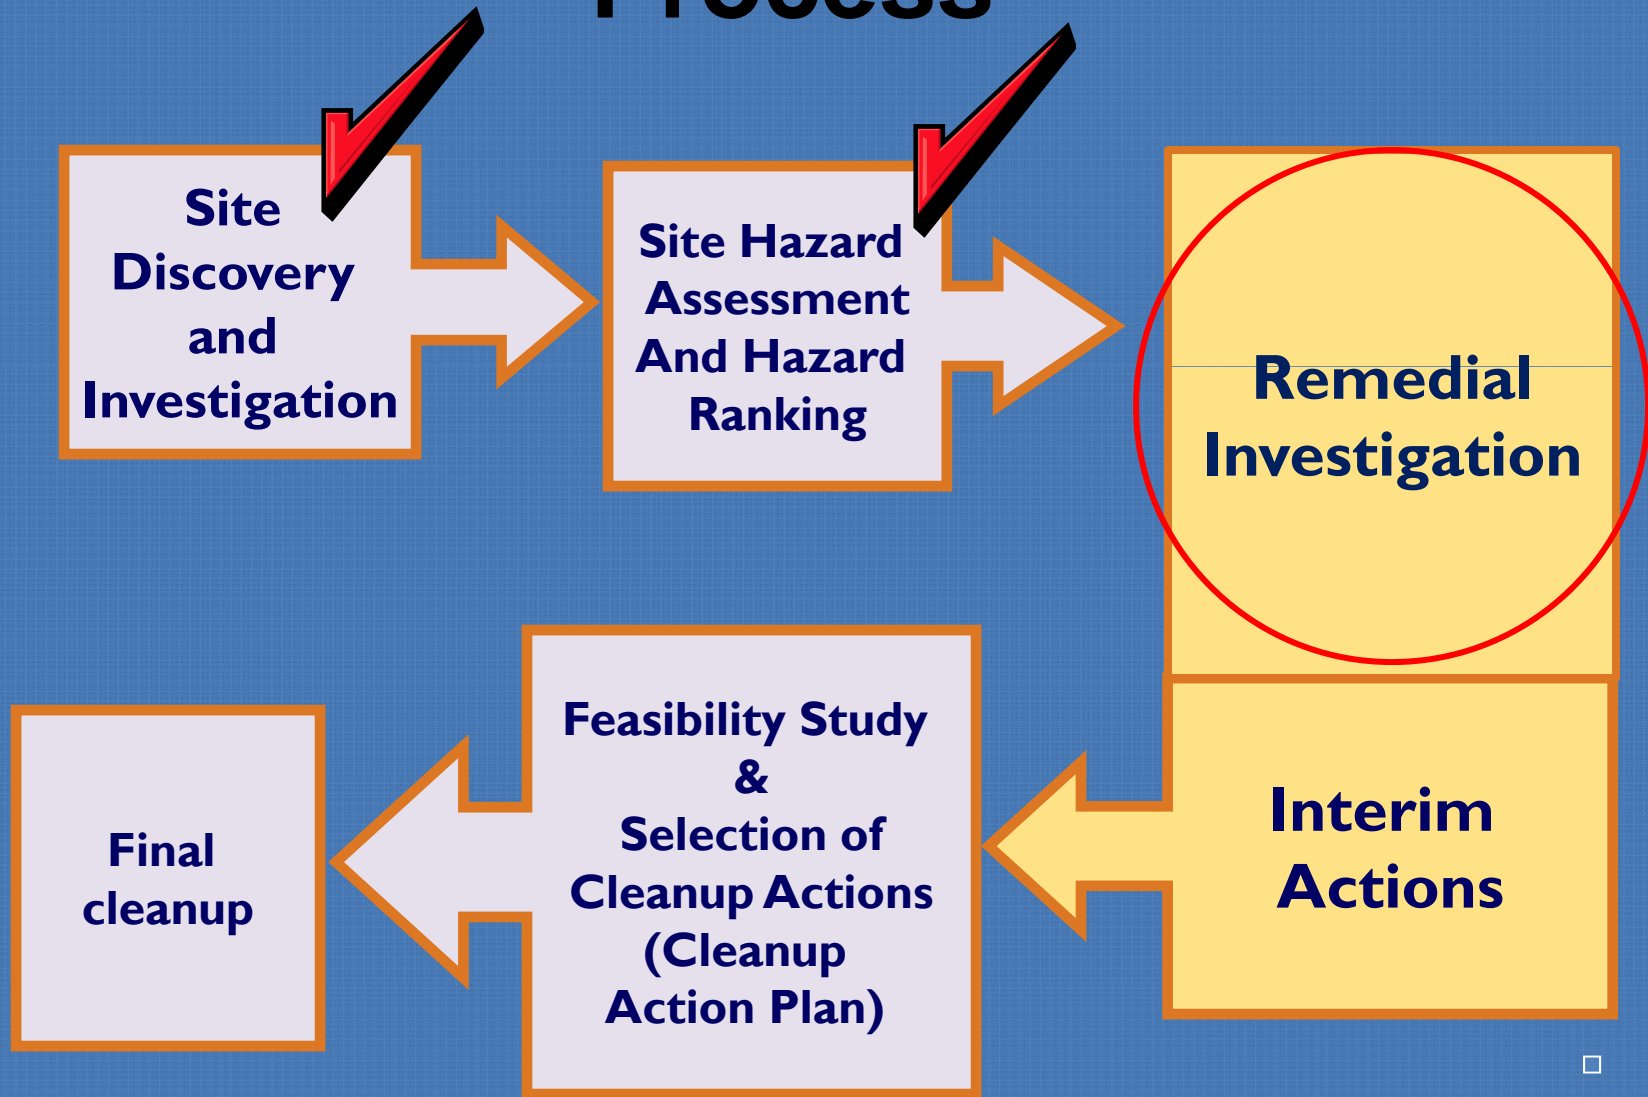 Process
Site
Discovery
and
Investigation
Site Hazard
Assessment
And Hazard
Ranking
Remedial
Investigation
Interim
Actions
Feasibility Study
&
Selection of
Cleanup Actions
(Cleanup
Action Plan)
Final
cleanup